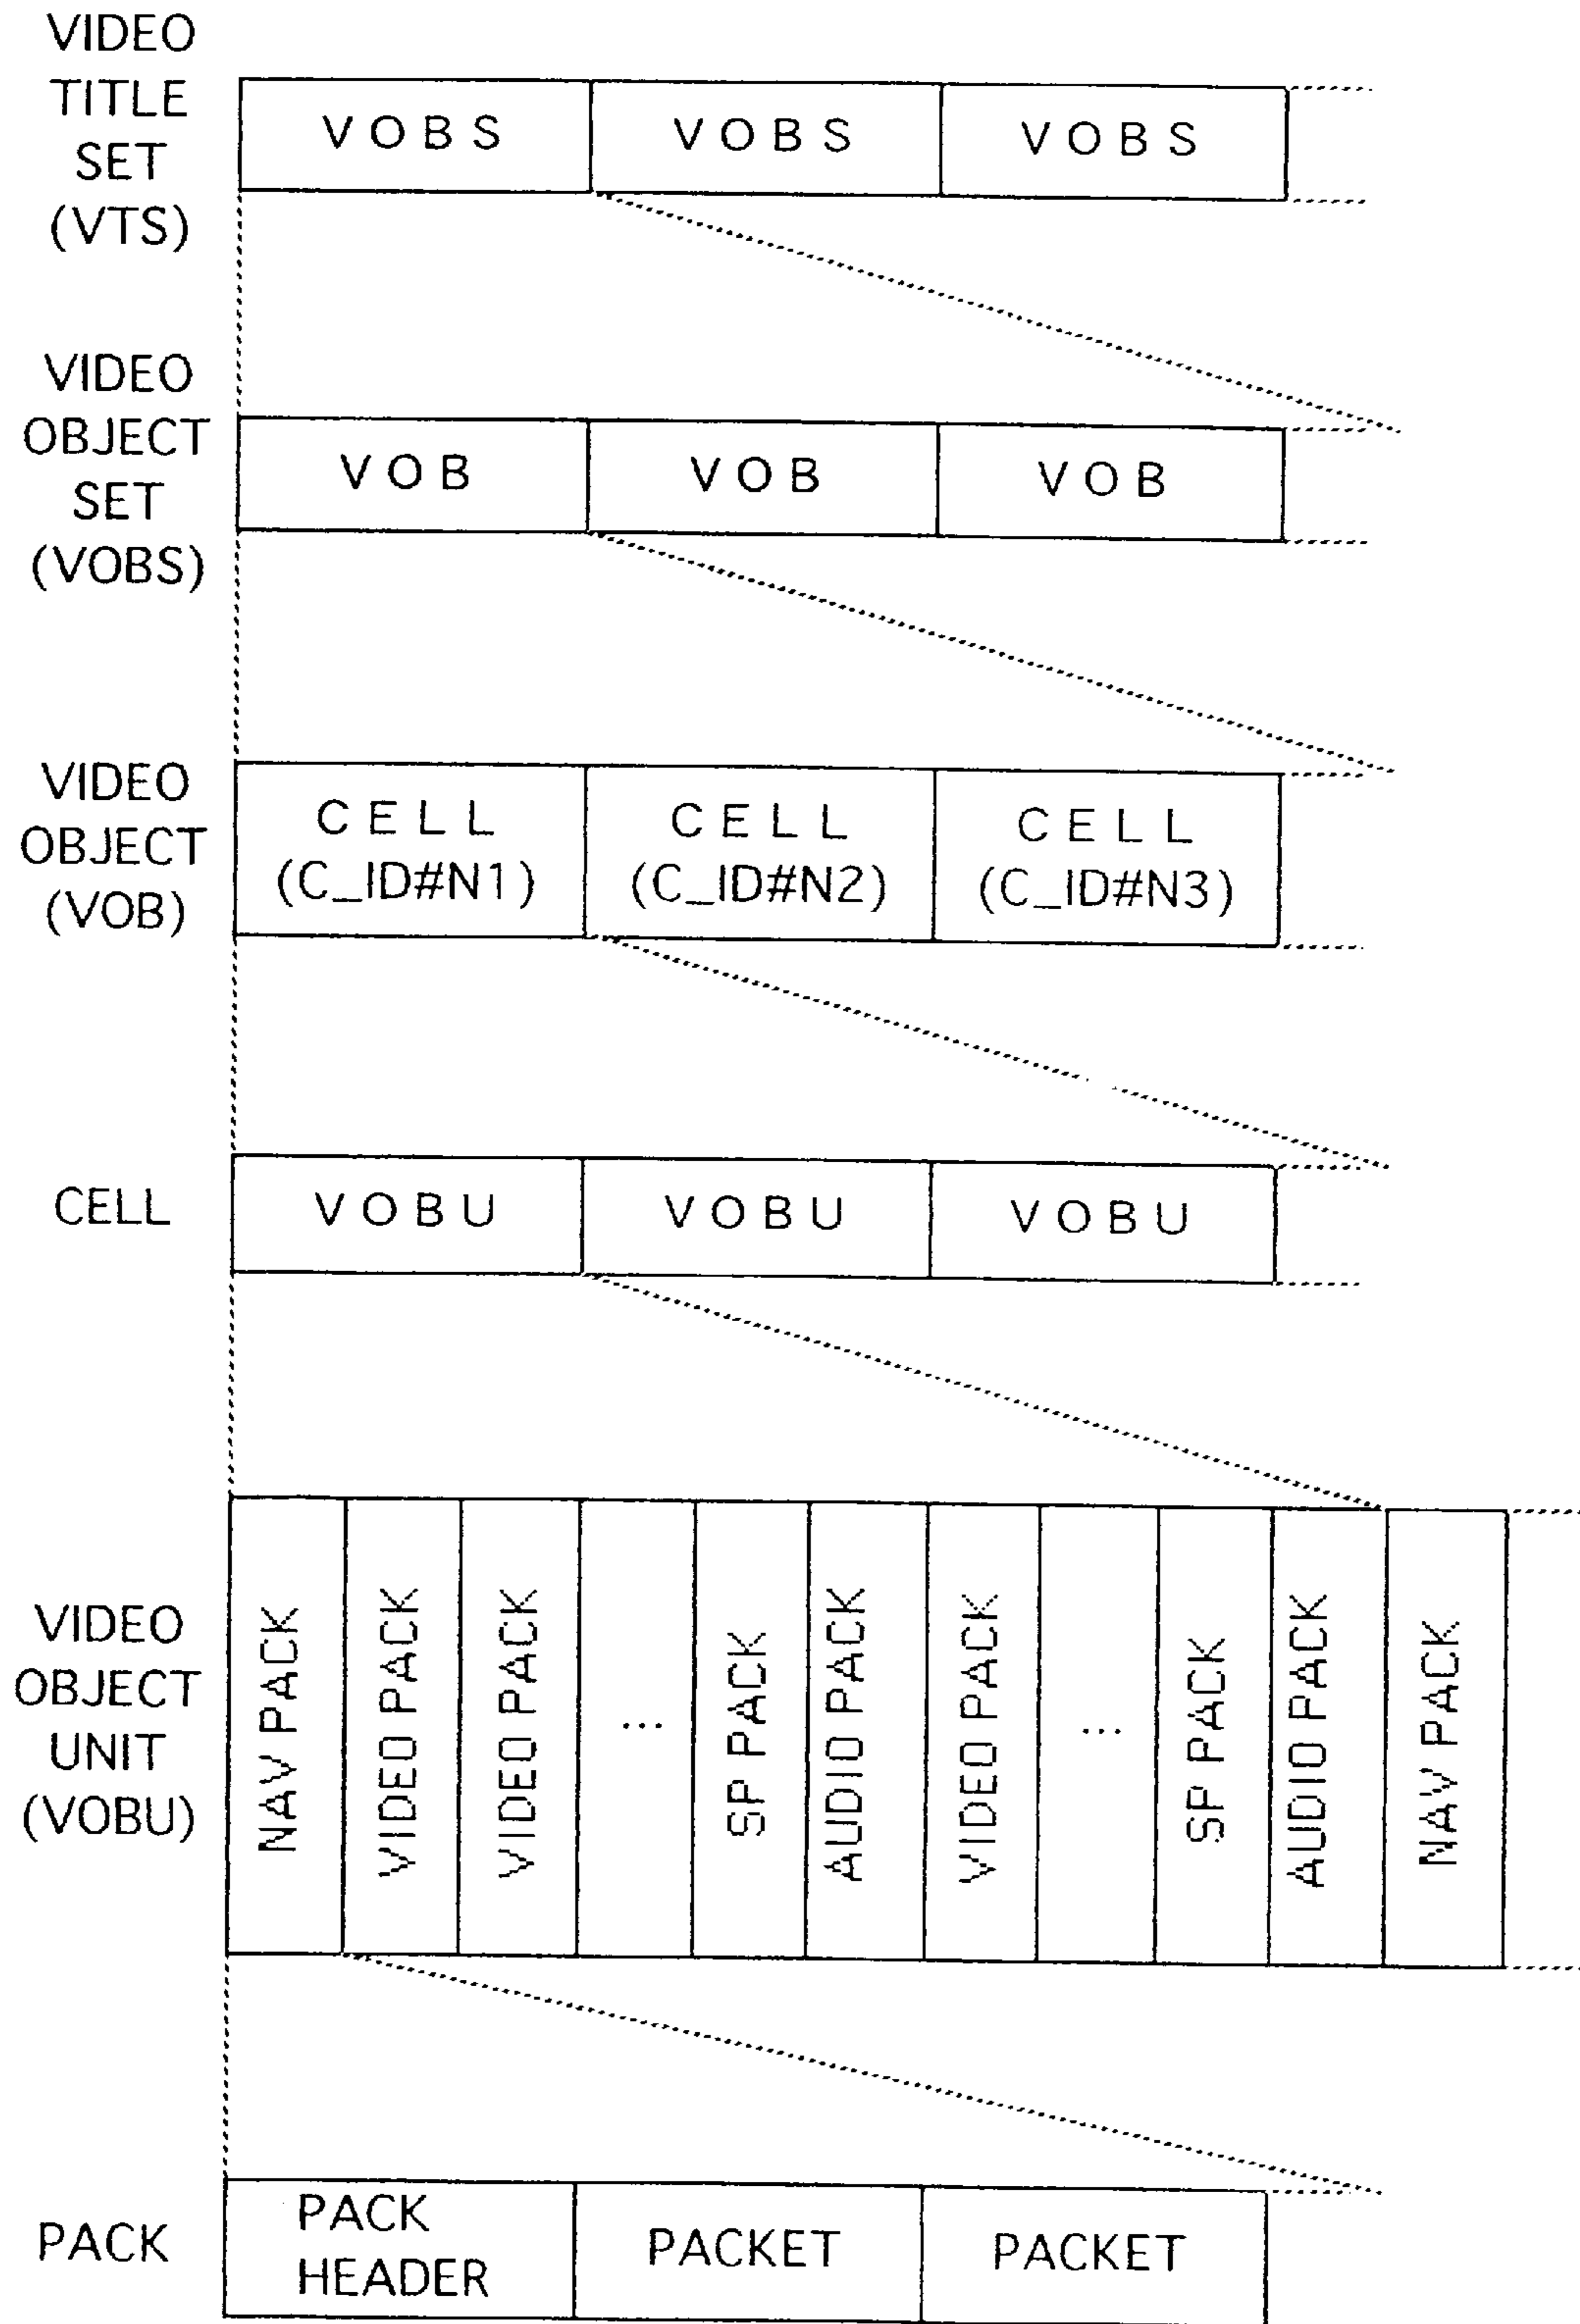 VIDEO
TITLE
SET
(VTS)
VOBS VOBS VOBS
VIDEO
OBJECT
SET
(VOBS)
VOB VOB VOB
VIDEO
OBJECT
(VOB)
CELL CELL CELL
(C_ID#N1) (C_ID#N2) (C_ID#N3)
CELL
VOBU VOBU VOBU
VIDEO
OBJECT
UNIT
(VOBU)
NAV PACK
VIDEO PACK
VIDEO PACK
...
SP PACK
AUDIO PACK
VIDEO PACK
...
SP PACK
AUDIO PACK
NAV PACK
PACK
PACK
HEADER
PACKET
PACKET